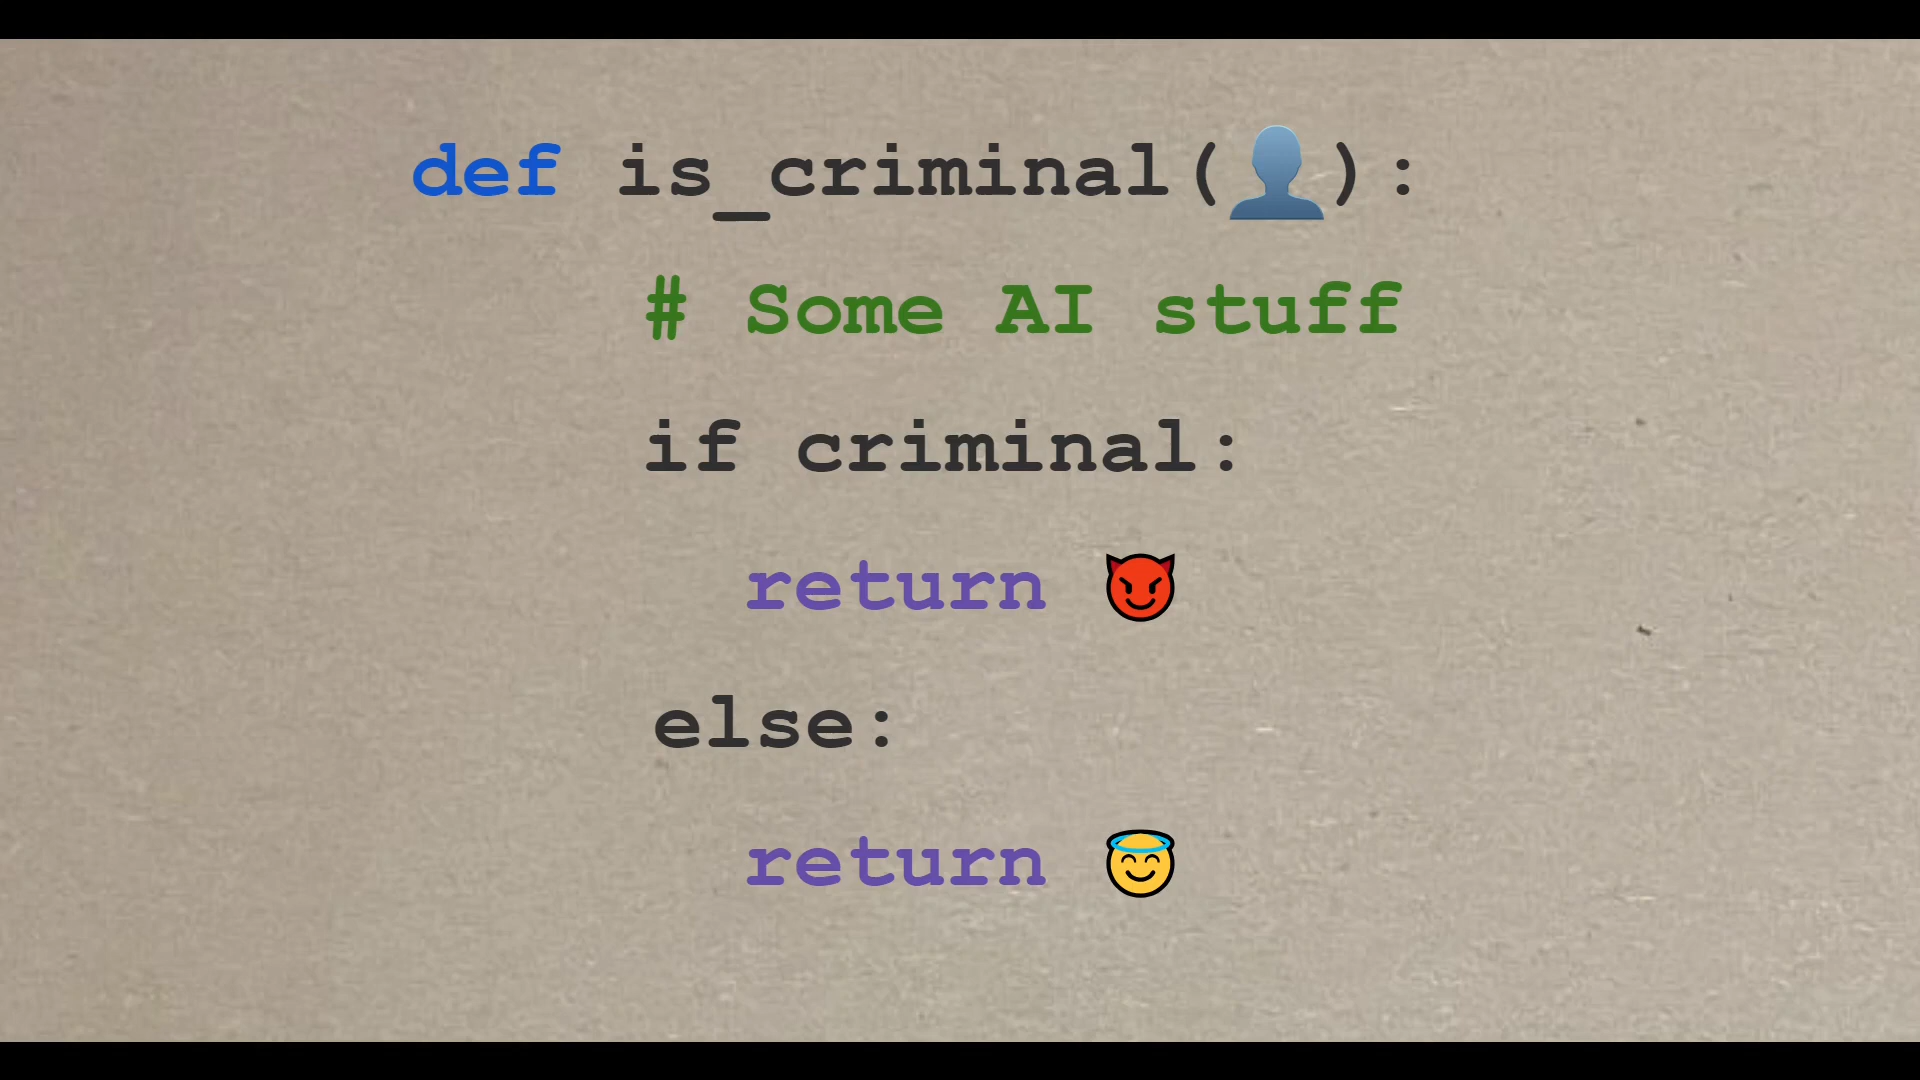 def is_criminal(👤):
# Some AI stuff
if criminal:
return 😈
else:
return 😇